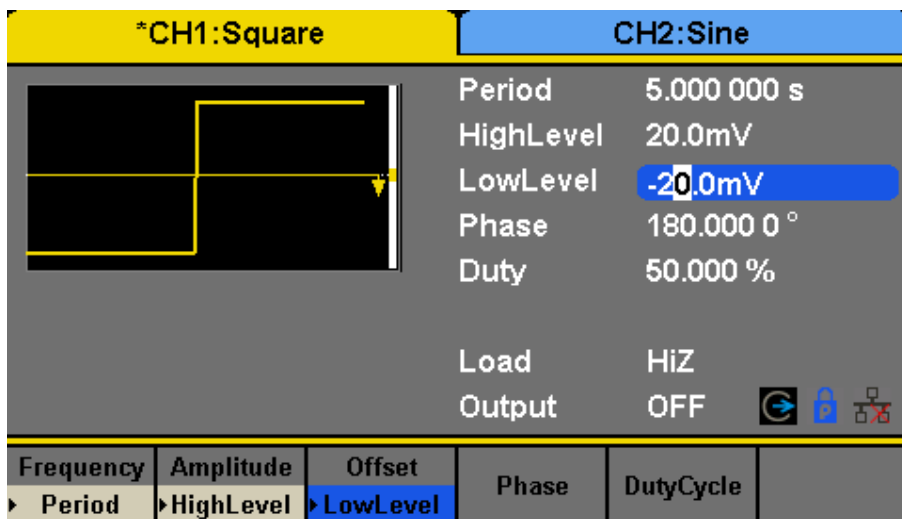 *CH1:Square CH2:Sine
Period 5.000 000 s
HighLevel 20.0mV
LowLevel -20.0mV
Phase 180.000 0 °
Duty 50.000 %
Load HiZ
Output OFF P
Frequency Amplitude Offset Phase DutyCycle
Period HighLevel LowLevel